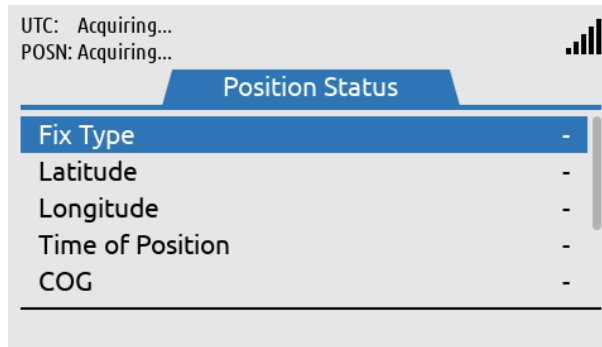 UTC: Acquiring...
POSN: Acquiring...
Position Status
Fix Type -
Latitude -
Longitude -
Time of Position -
COG -